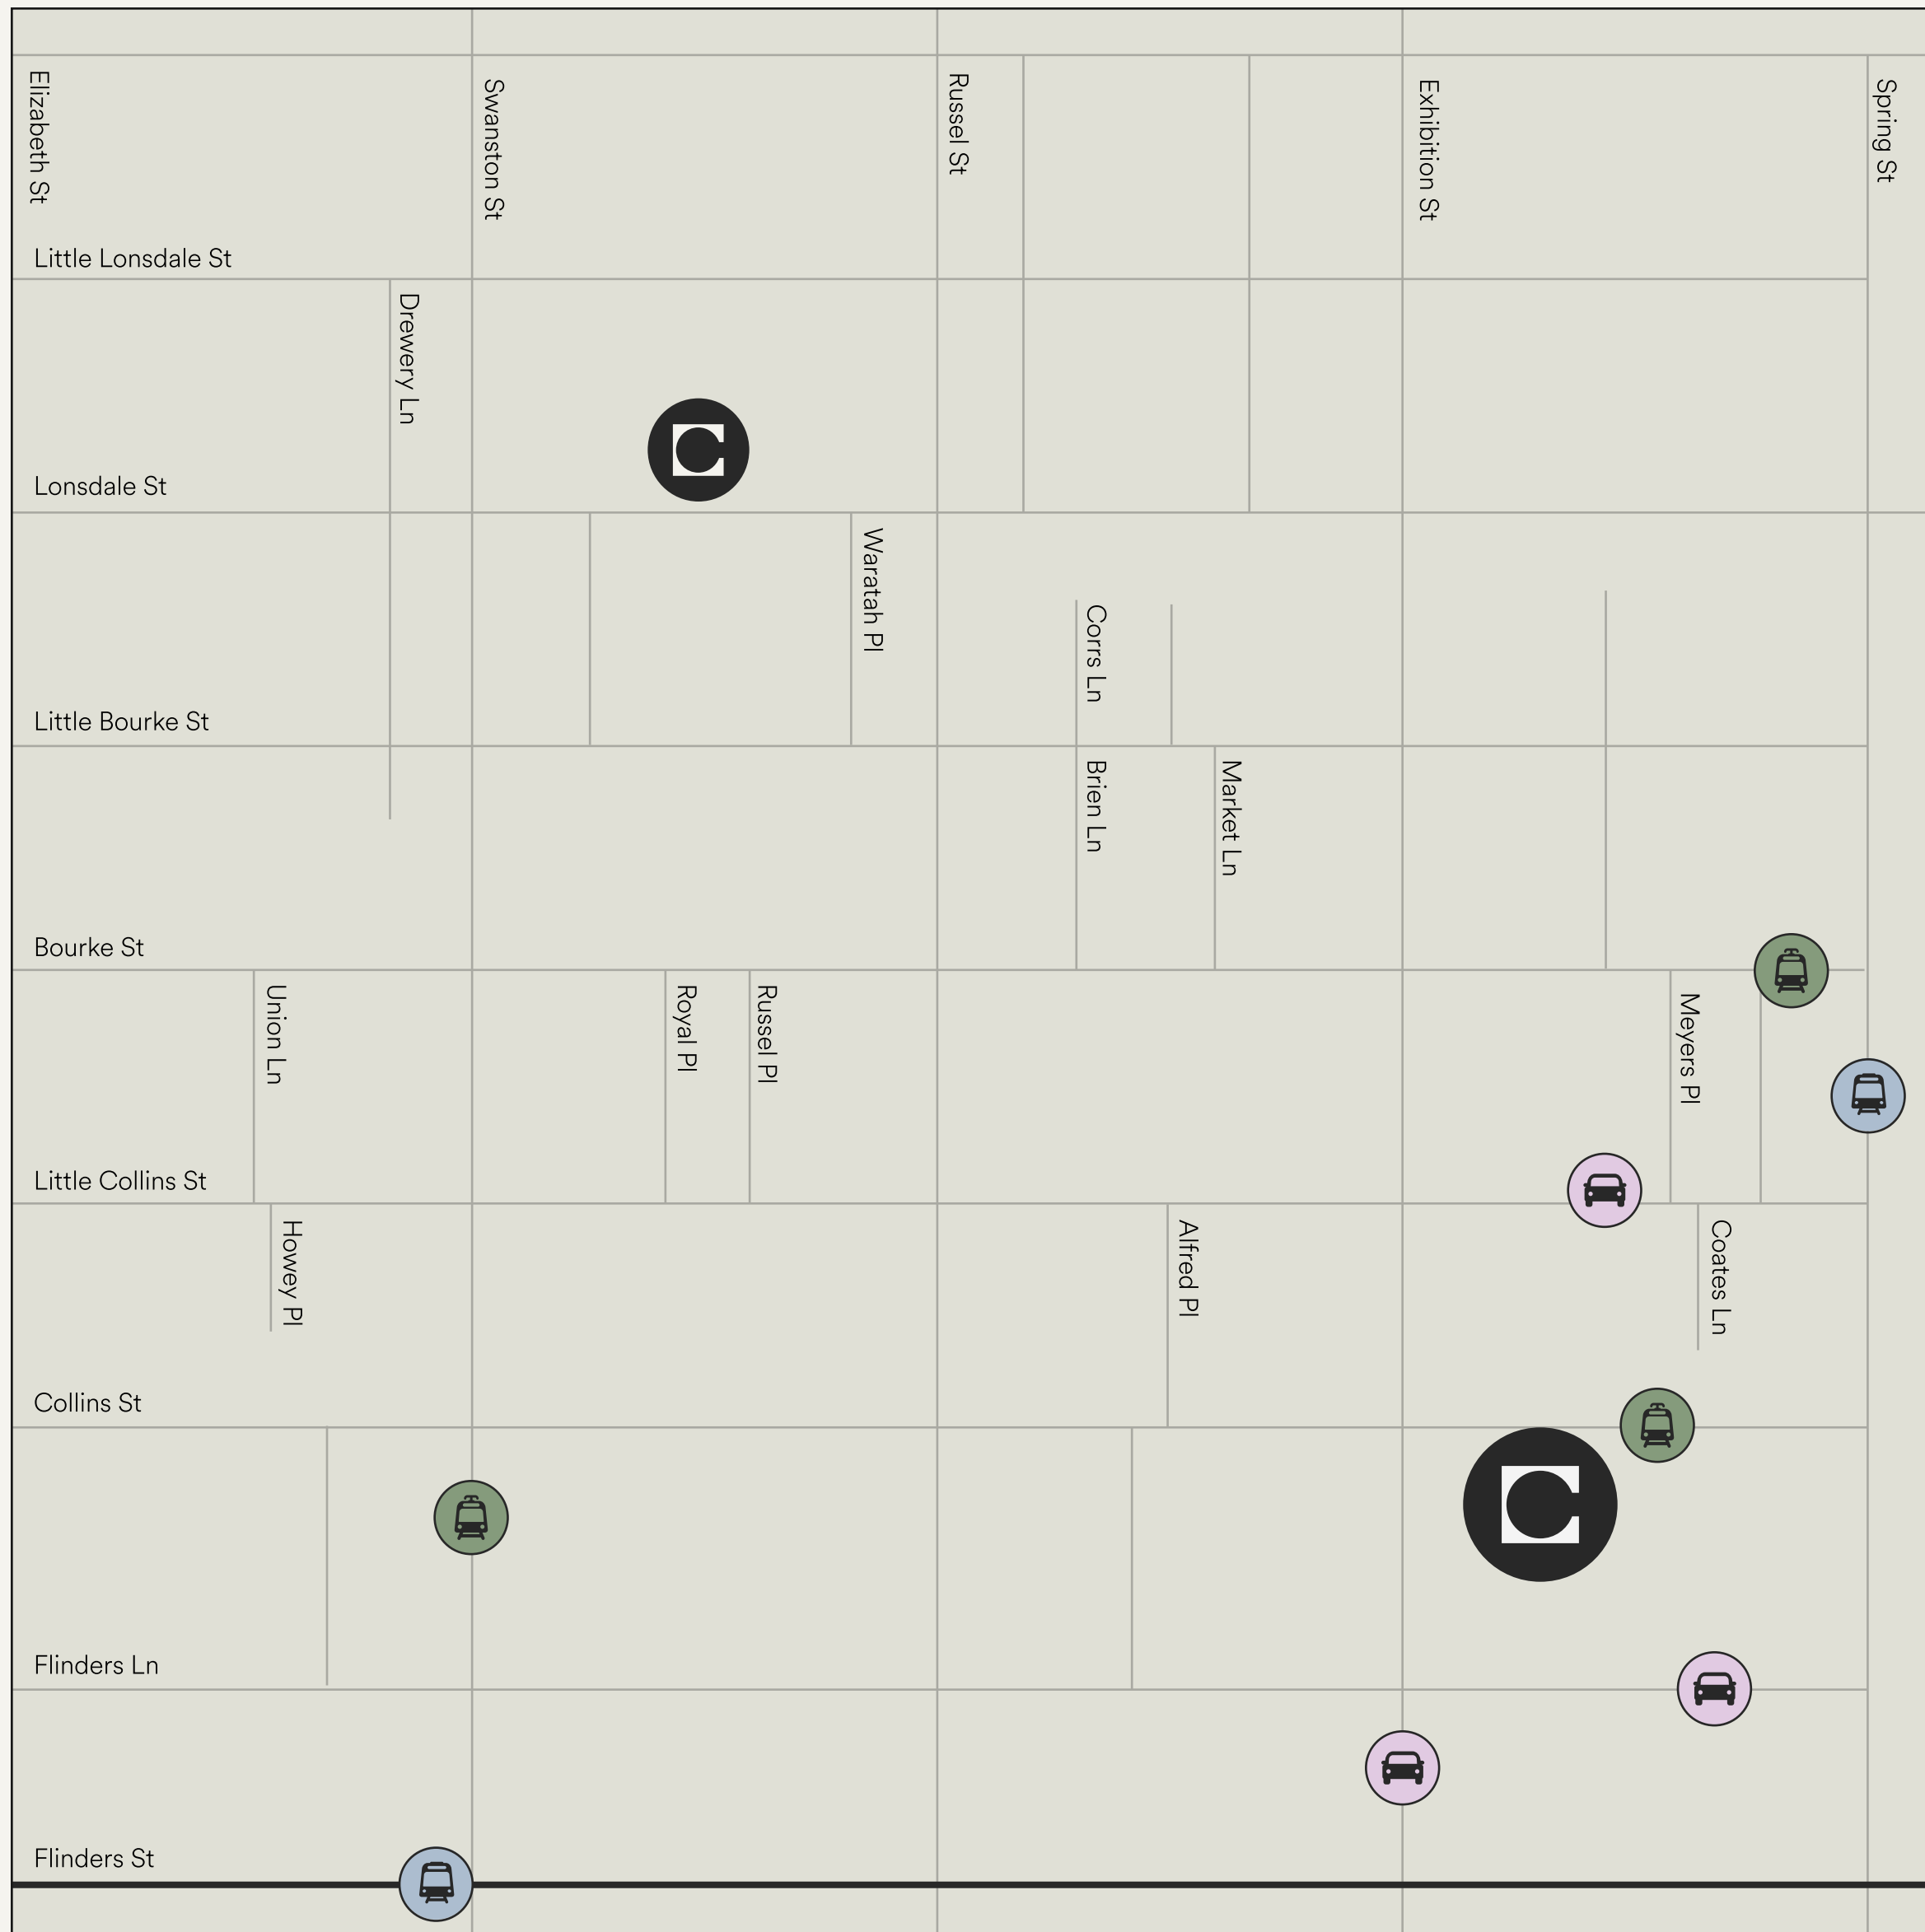 Elizabeth St
Swanston St
Russel St
Exhibition St
Spring St
Little Lonsdale St
Drewery Ln
Lonsdale St
C
Waratah Pl
Corrs Ln
Little Bourke St
Brien Ln
Market Ln
Bourke St
Union Ln
Royal Pl
Russel Pl
Meyers Pl
Little Collins St
Howey Pl
Alfred Pl
Coates Ln
Collins St
C
Flinders Ln
Flinders St